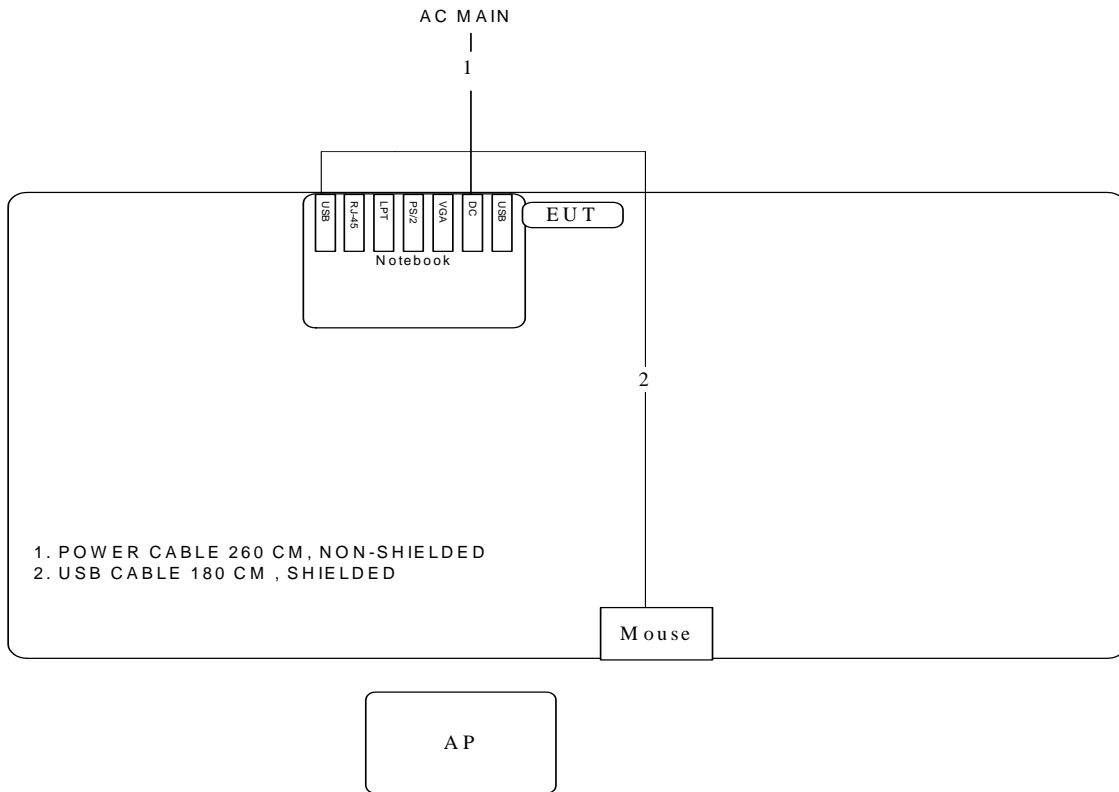 AC MAIN
1
USB
RJ-45
LPT
PS/2
VGA
DC
USB
EUT
Notebook
2
1. POWER CABLE 260 CM, NON-SHIELDED
2. USB CABLE 180 CM , SHIELDED
Mouse
AP